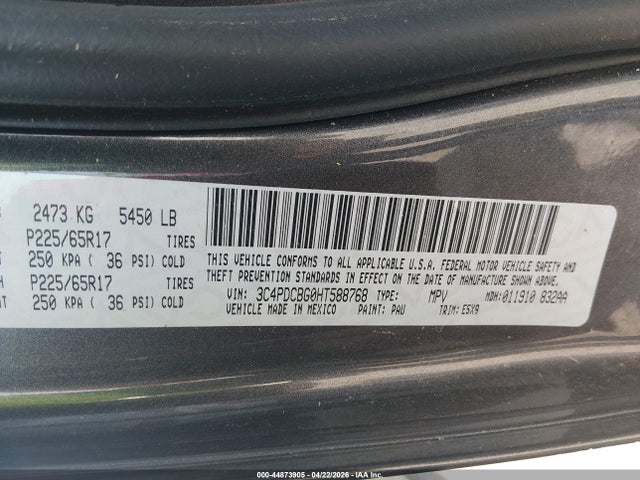 2473 KG 5450 LB
P225/65R17 TIRES
250 KPA ( 36 PSI) COLD
P225/65R17 TIRES
250 KPA ( 36 PSI) COLD
THIS VEHICLE CONFORMS TO ALL APPLICABLE U.S.A. FEDERAL MOTOR VEHICLE SAFETY AND
THEFT PREVENTION STANDARDS IN EFFECT ON THE DATE OF MANUFACTURE SHOWN ABOVE.
VIN: 3C4PDCBG0HT588768 TYPE: MPV MDH:011910 832AA
VEHICLE MADE IN MEXICO PAINT: PAU TRIM: E5X9
000-44873905 - 04/22/2026 - IAAI.COM